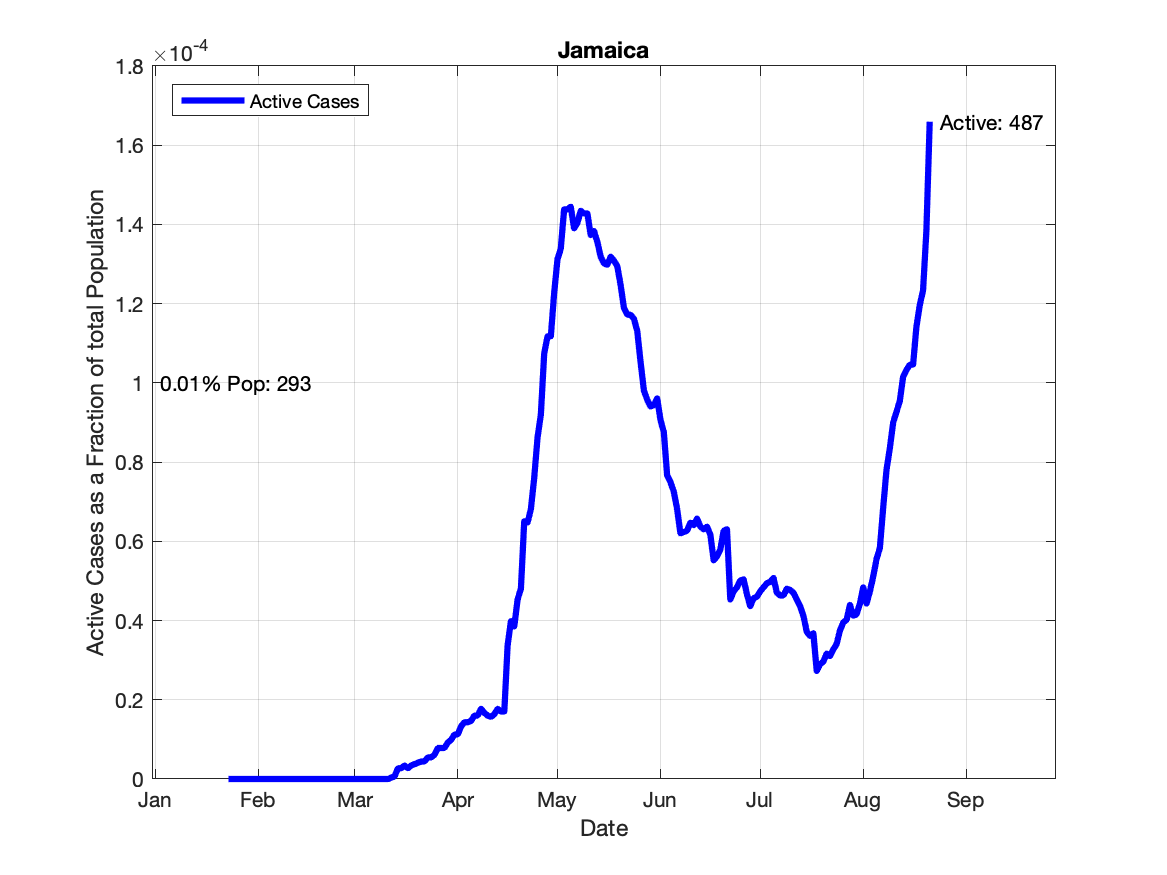 Jamaica
×10-4
1.8
1.6
1.4
1.2
1
0.8
0.6
0.4
0.2
0
Active Cases as a Fraction of total Population
Active Cases
Active: 487
0.01% Pop: 293
Jan Feb Mar Apr May Jun Jul Aug Sep
Date